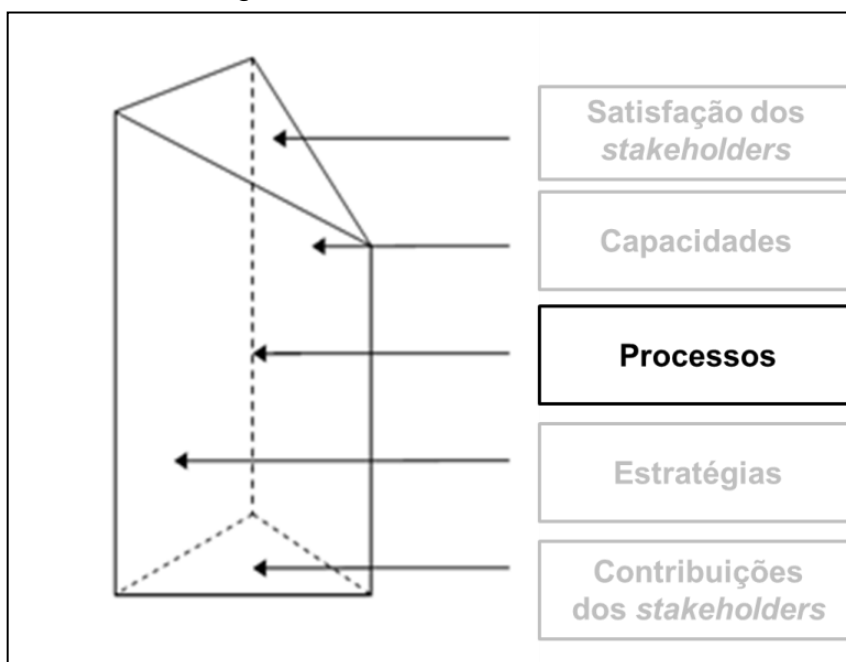 Satisfação dos
stakeholders
Capacidades
Processos
Estratégias
Contribuições
dos stakeholders